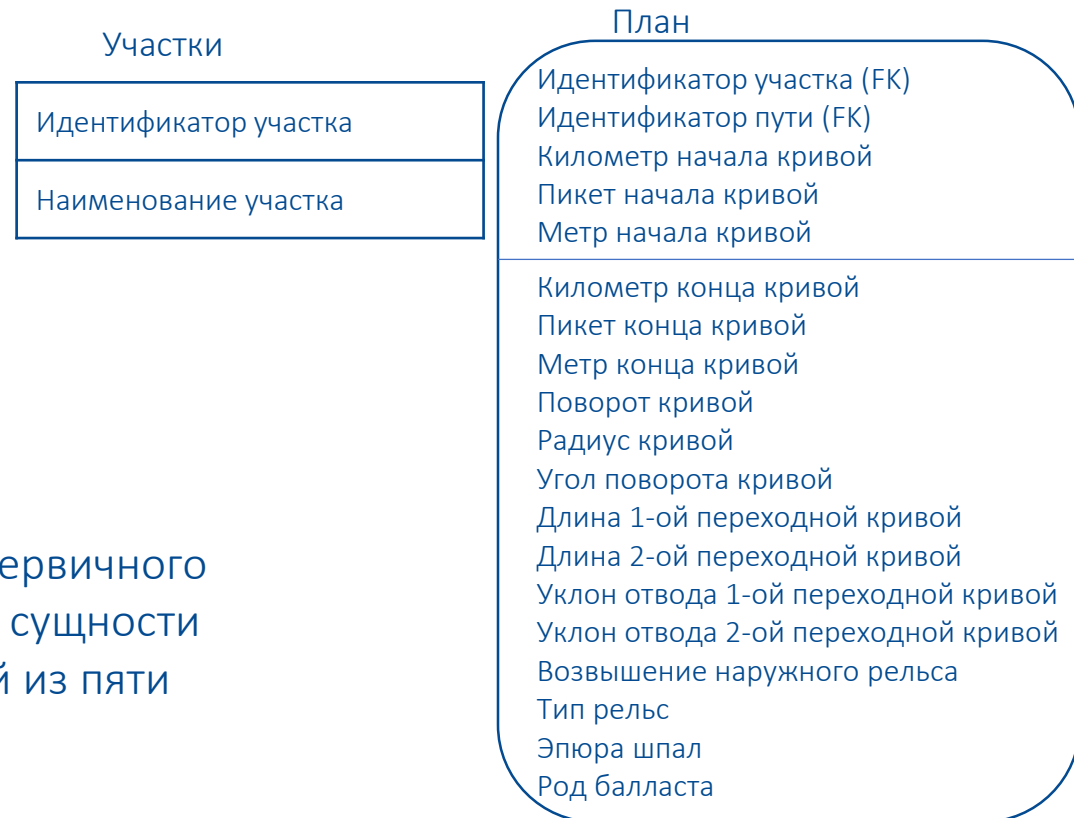 Участки
Идентификатор участка
Наименование участка
План
Идентификатор участка (FK)
Идентификатор пути (FK)
Километр начала кривой
Пикет начала кривой
Метр начала кривой
Километр конца кривой
Пикет конца кривой
Метр конца кривой
Поворот кривой
Радиус кривой
Угол поворота кривой
Длина 1-ой переходной кривой
Длина 2-ой переходной кривой
Уклон отвода 1-ой переходной кривой
Уклон отвода 2-ой переходной кривой
Возвышение наружного рельса
Тип рельс
Эпюра шпал
Род балласта
ервичного
сущности
й из пяти